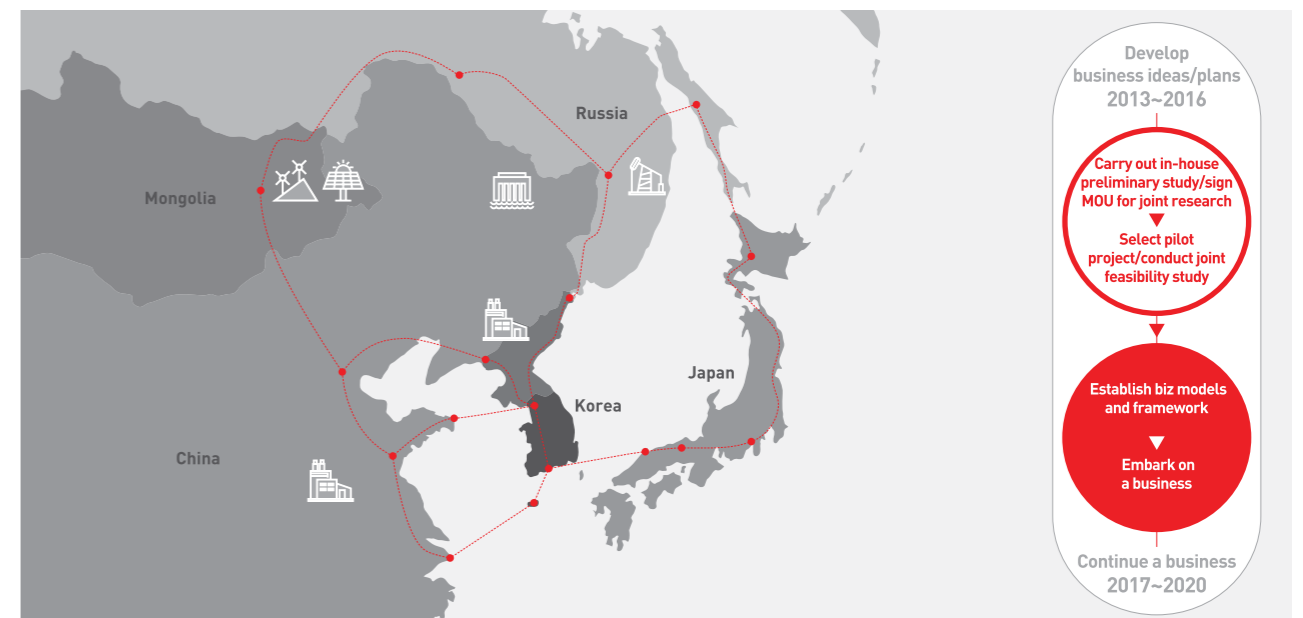 Russia
Mongolia
Japan
Korea
China
Develop
business ideas/plans
2013~2016
Carry out in-house
preliminary study/sign
MOU for joint research
Select pilot
project/conduct joint
feasibility study
Establish biz models
and framework
Embark on
a business
Continue a business
2017~2020